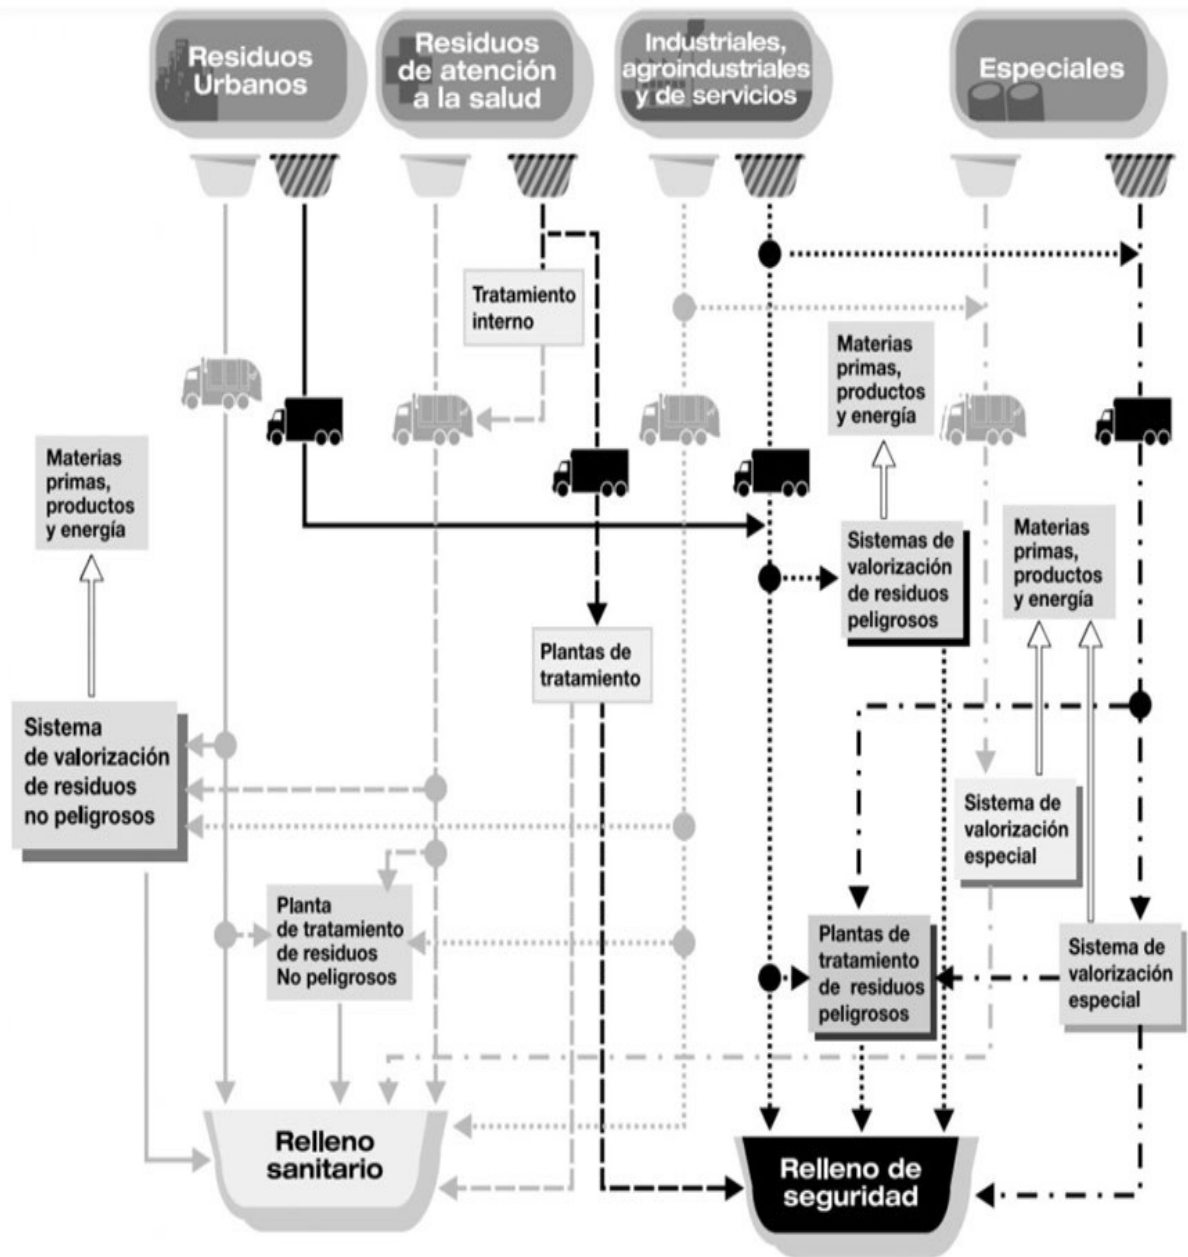 Residuos
Urbanos
Residuos
de atención
a la salud
Industriales,
agroindustriales
y de servicios
Especiales
Tratamiento
interno
Materias
primas,
productos
y energía
Materias
primas,
productos
y energía
Sistemas de
valorización
de residuos
peligrosos
Materias
primas,
productos
y energía
Plantas de
tratamiento
Sistema
de valorización
de residuos
no peligrosos
Sistema de
valorización
especial
Planta
de tratamiento
de residuos
No peligrosos
Plantas de
tratamiento
de residuos
peligrosos
Sistema de
valorización
especial
Relleno
sanitario
Relleno de
seguridad